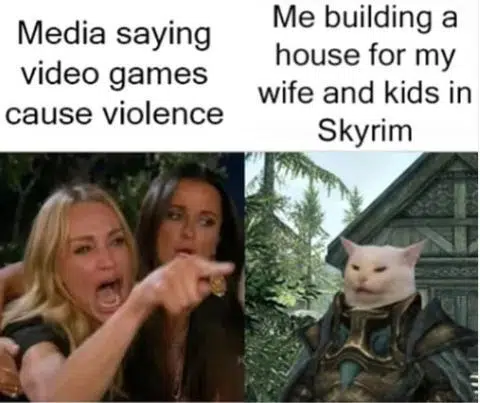 Media saying
video games
cause violence
Me building a
house for my
wife and kids in
Skyrim